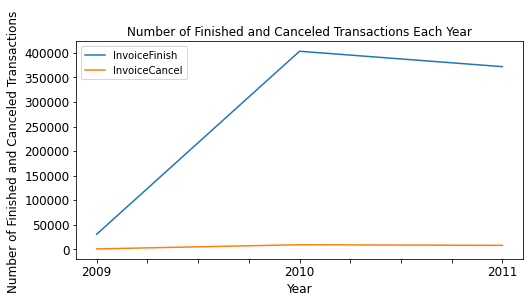 Number of Finished and Canceled Transactions Each Year
Number of Finished and Canceled Transactions
InvoiceFinish
InvoiceCancel
400000
350000
300000
250000
200000
150000
100000
50000
0
2009
2010
2011
Year